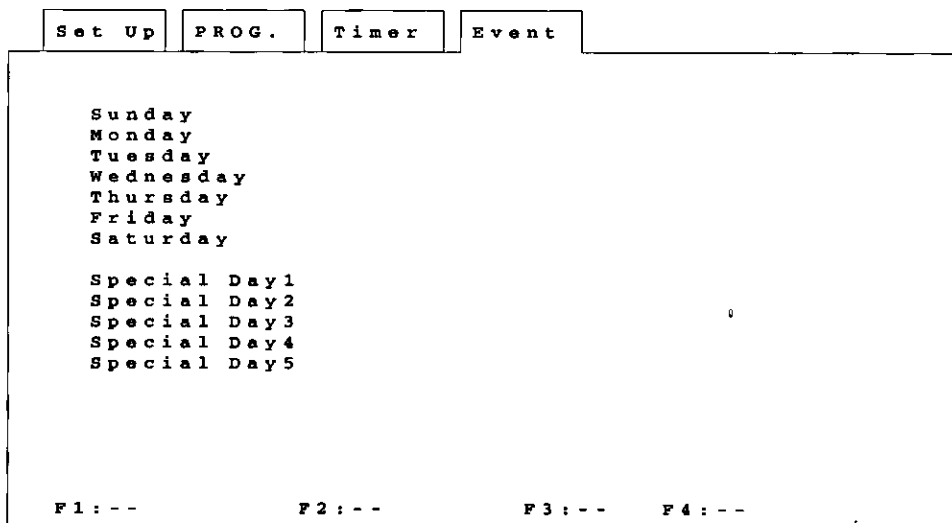 Set Up PROG. Timer Event
Sunday
Monday
Tuesday
Wednesday
Thursday
Friday
Saturday
Special Day1
Special Day2
Special Day3
Special Day4
Special Day5
F1:-- F2:-- F3:-- F4:--